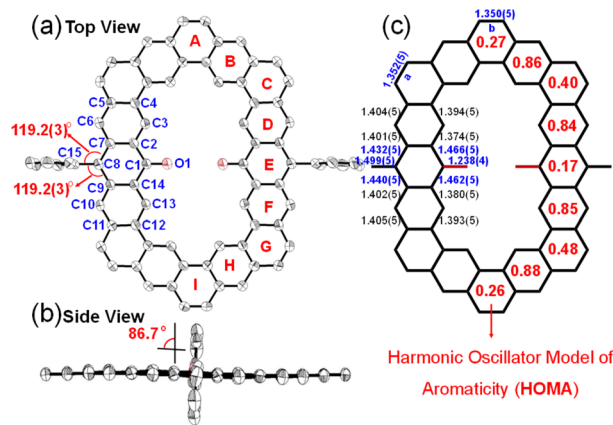 (a) Top View
A
B
C
D
E
F
G
H
I
C5 C4
C6 C3
C7 C2
C15 C8 C1 O1
C9 C14
C10 C13
C11 C12
119.2(3)°
119.2(3)°
(b) Side View
86.7°
(c)
1.350(5)
b
1.352(5)
a
0.27
0.86
0.40
0.84
0.17
0.85
0.48
0.88
0.26
1.404(5) 1.394(5)
1.401(5) 1.374(5)
1.432(5) 1.466(5)
1.499(5) 1.238(4)
1.440(5) 1.462(5)
1.402(5) 1.380(5)
1.405(5) 1.393(5)
Harmonic Oscillator Model of
Aromaticity (HOMA)